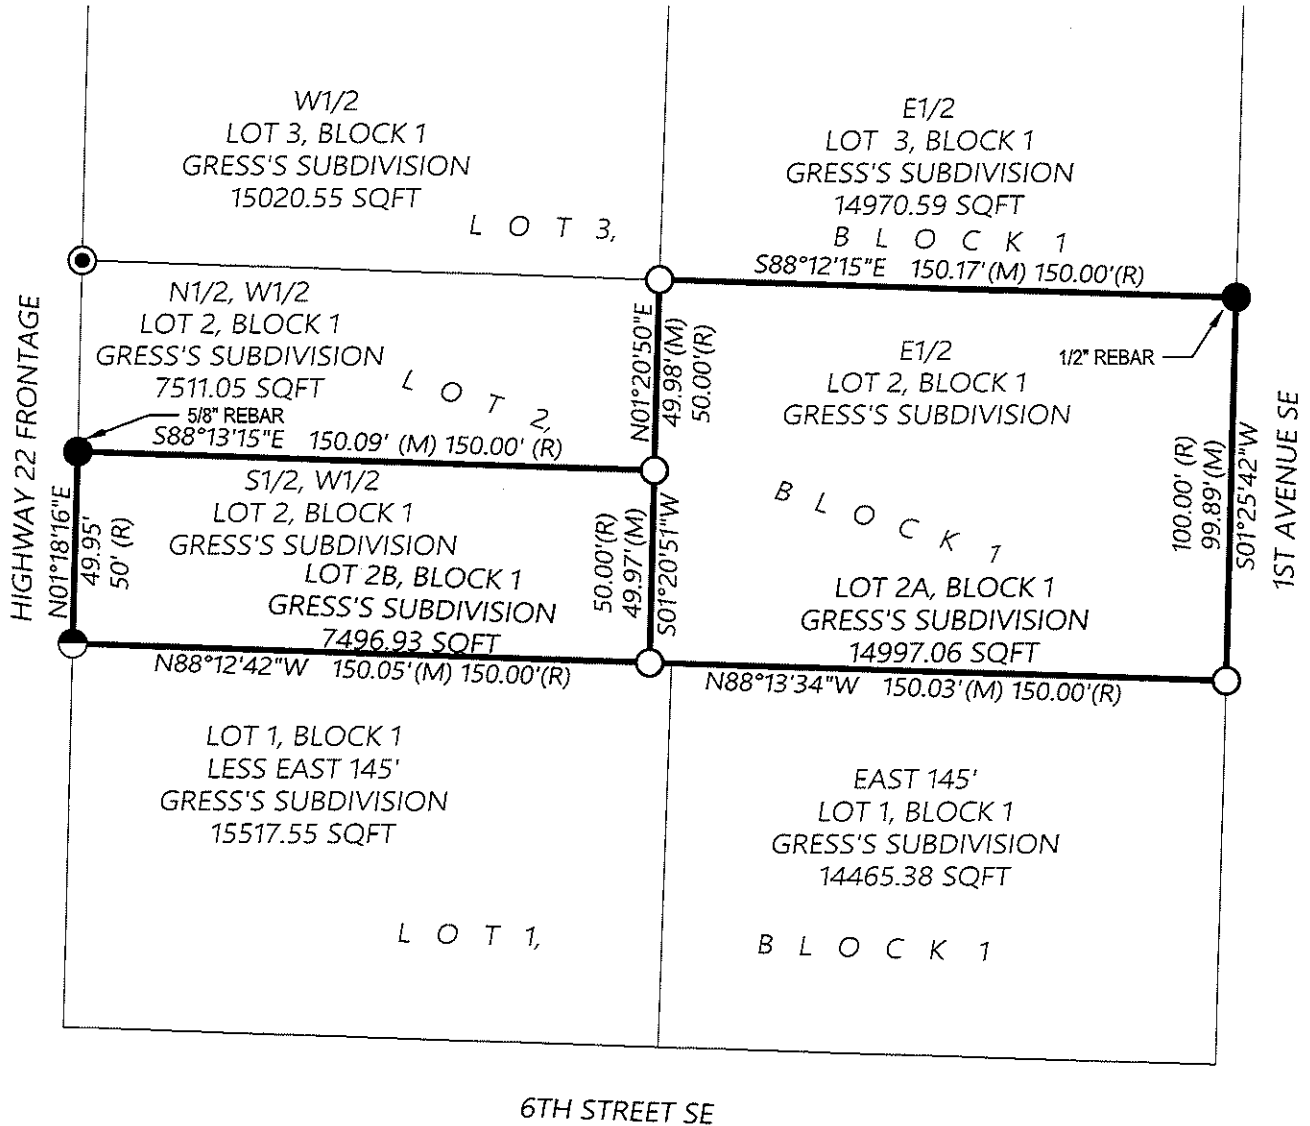 W1/2
LOT 3, BLOCK 1
GRESS'S SUBDIVISION
15020.55 SQFT
E1/2
LOT 3, BLOCK 1
GRESS'S SUBDIVISION
14970.59 SQFT
L O T 3,
B L O C K 1
S88°12'15"E 150.17'(M) 150.00'(R)
N1/2, W1/2
LOT 2, BLOCK 1
GRESS'S SUBDIVISION
7511.05 SQFT
L O T 2,
5/8" REBAR
S88°13'15"E 150.09' (M) 150.00' (R)
N01°20'50"E
49.98'(M)
50.00'(R)
E1/2
LOT 2, BLOCK 1
GRESS'S SUBDIVISION
1/2" REBAR
HIGHWAY 22 FRONTAGE
N01°18'16"E
49.95'
50' (R)
S1/2, W1/2
LOT 2, BLOCK 1
GRESS'S SUBDIVISION
LOT 2B, BLOCK 1
GRESS'S SUBDIVISION
7496.93 SQFT
50.00'(R)
49.97'(M)
S01°20'51"W
B L O C K 1
LOT 2A, BLOCK 1
GRESS'S SUBDIVISION
14997.06 SQFT
100.00' (R)
99.89'(M)
S01°25'42"W
1ST AVENUE SE
N88°12'42"W 150.05'(M) 150.00'(R)
N88°13'34"W 150.03'(M) 150.00'(R)
LOT 1, BLOCK 1
LESS EAST 145'
GRESS'S SUBDIVISION
15517.55 SQFT
EAST 145'
LOT 1, BLOCK 1
GRESS'S SUBDIVISION
14465.38 SQFT
L O T 1,
B L O C K 1
6TH STREET SE